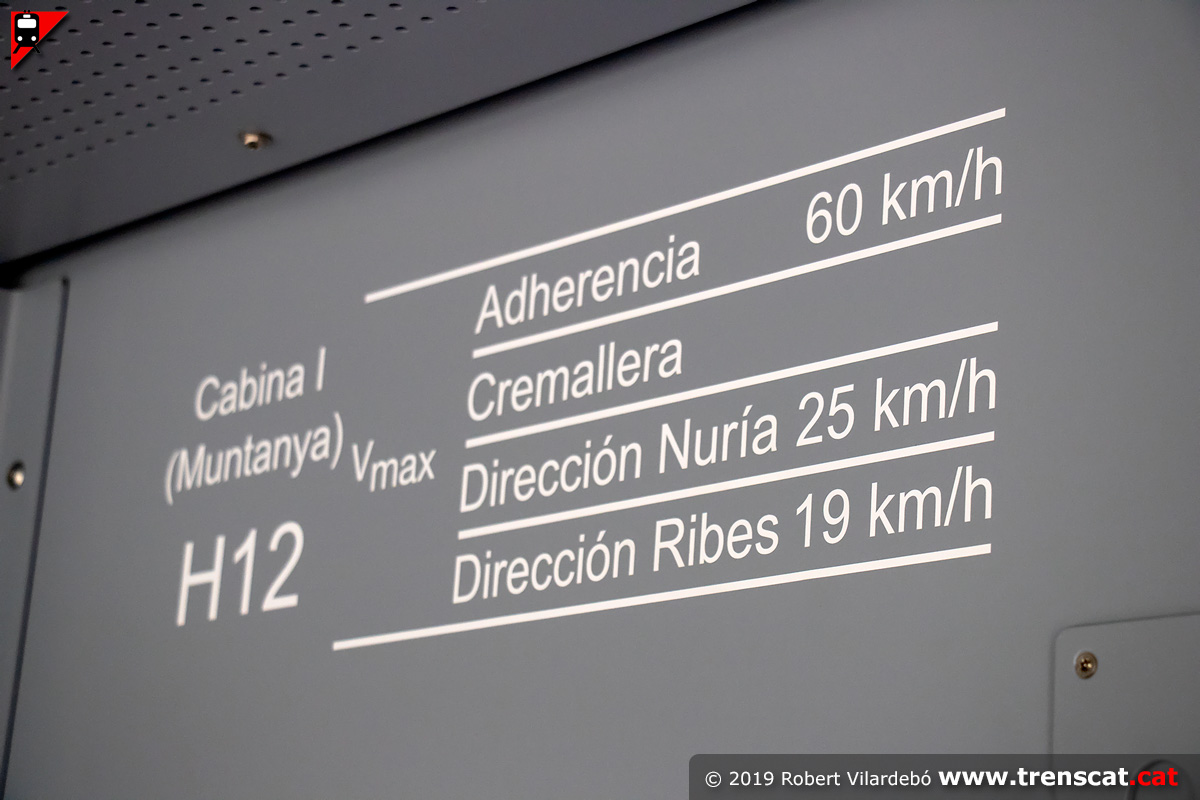 Adherencia 60 km/h
Cremallera
Cabina I
(Muntanya)
Vmax
Dirección Nuría 25 km/h
H12
Dirección Ribes 19 km/h
© 2019 Robert Vilardebó www.trenscat.cat